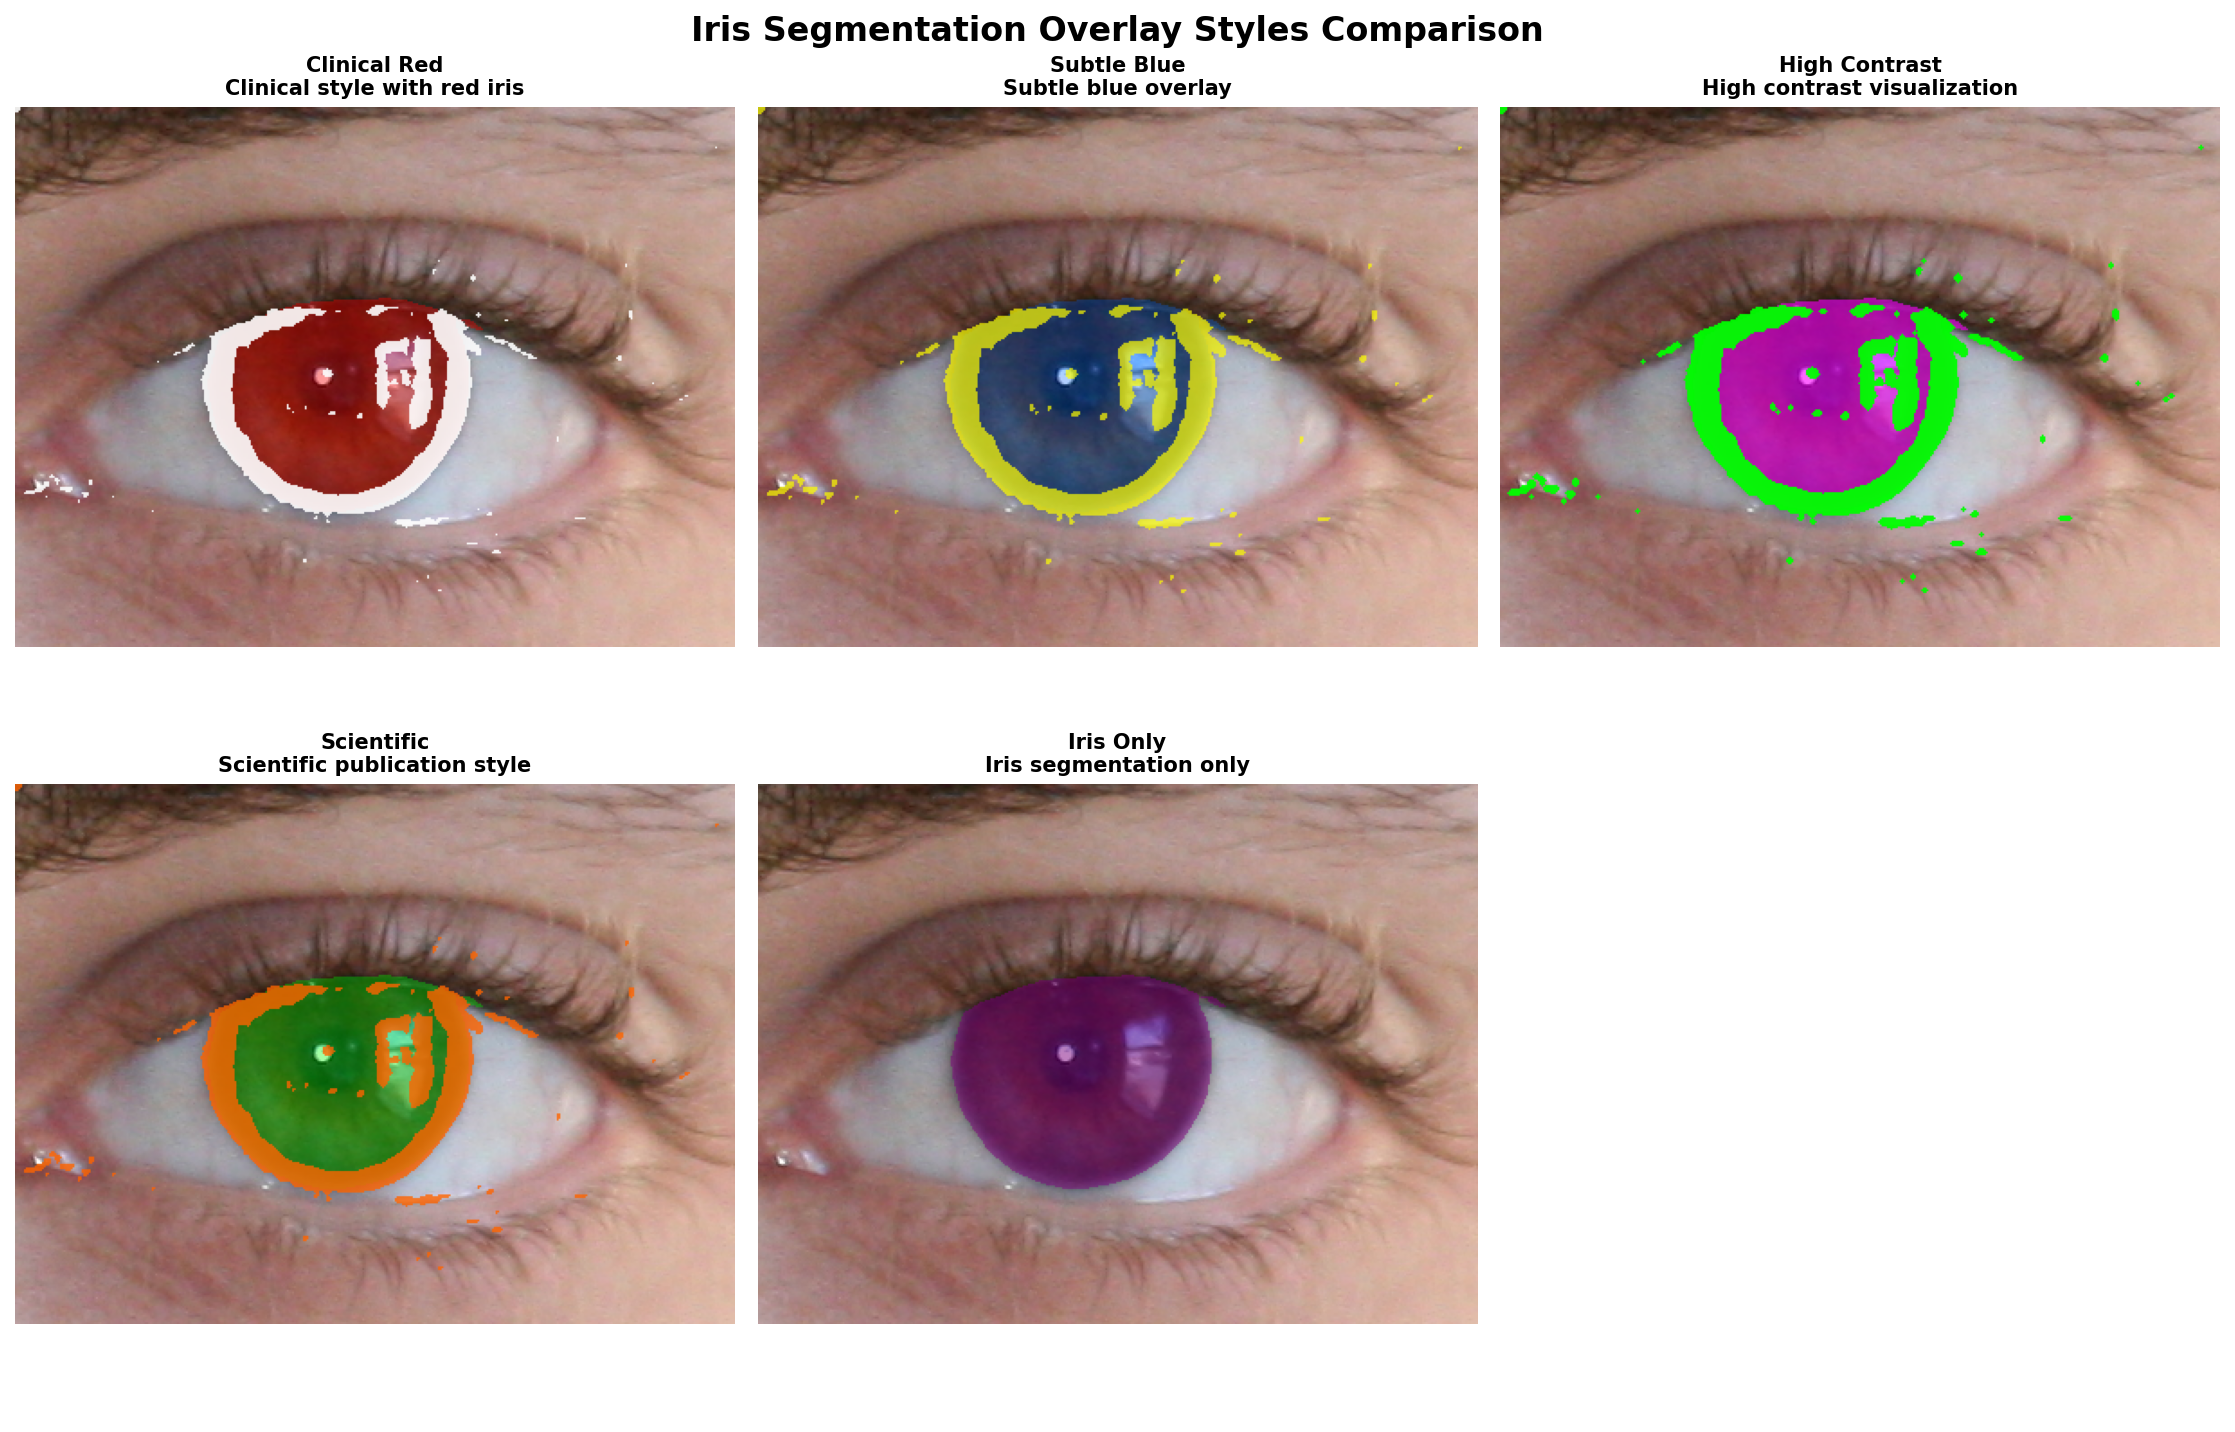 Iris Segmentation Overlay Styles Comparison
Clinical Red
Clinical style with red iris
Subtle Blue
Subtle blue overlay
High Contrast
High contrast visualization
Scientific
Scientific publication style
Iris Only
Iris segmentation only